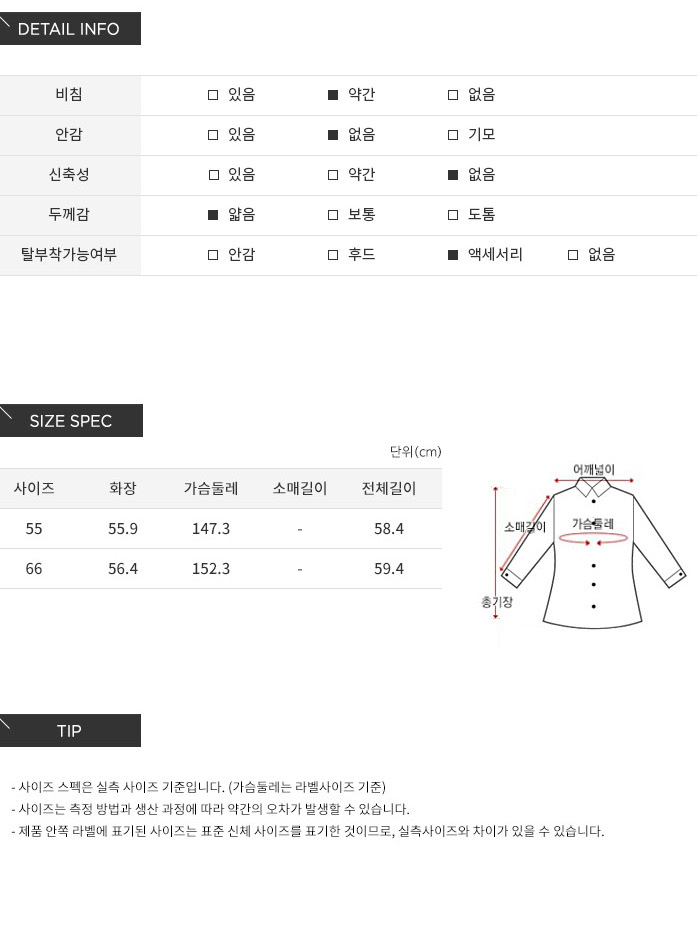 DETAIL INFO
비침 □ 있음 ■ 약간 □ 없음
안감 □ 있음 ■ 없음 □ 기모
신축성 □ 있음 □ 약간 ■ 없음
두께감 ■ 얇음 □ 보통 □ 도톰
탈부착가능여부 □ 안감 □ 후드 ■ 액세서리 □ 없음
SIZE SPEC
단위(cm)
사이즈 화장 가슴둘레 소매길이 전체길이
55 55.9 147.3 - 58.4
66 56.4 152.3 - 59.4
어깨넓이
소매길이 가슴둘레
총기장
TIP
- 사이즈 스펙은 실측 사이즈 기준입니다. (가슴둘레는 라벨사이즈 기준)
- 사이즈는 측정 방법과 생산 과정에 따라 약간의 오차가 발생할 수 있습니다.
- 제품 안쪽 라벨에 표기된 사이즈는 표준 신체 사이즈를 표기한 것이므로, 실측사이즈와 차이가 있을 수 있습니다.